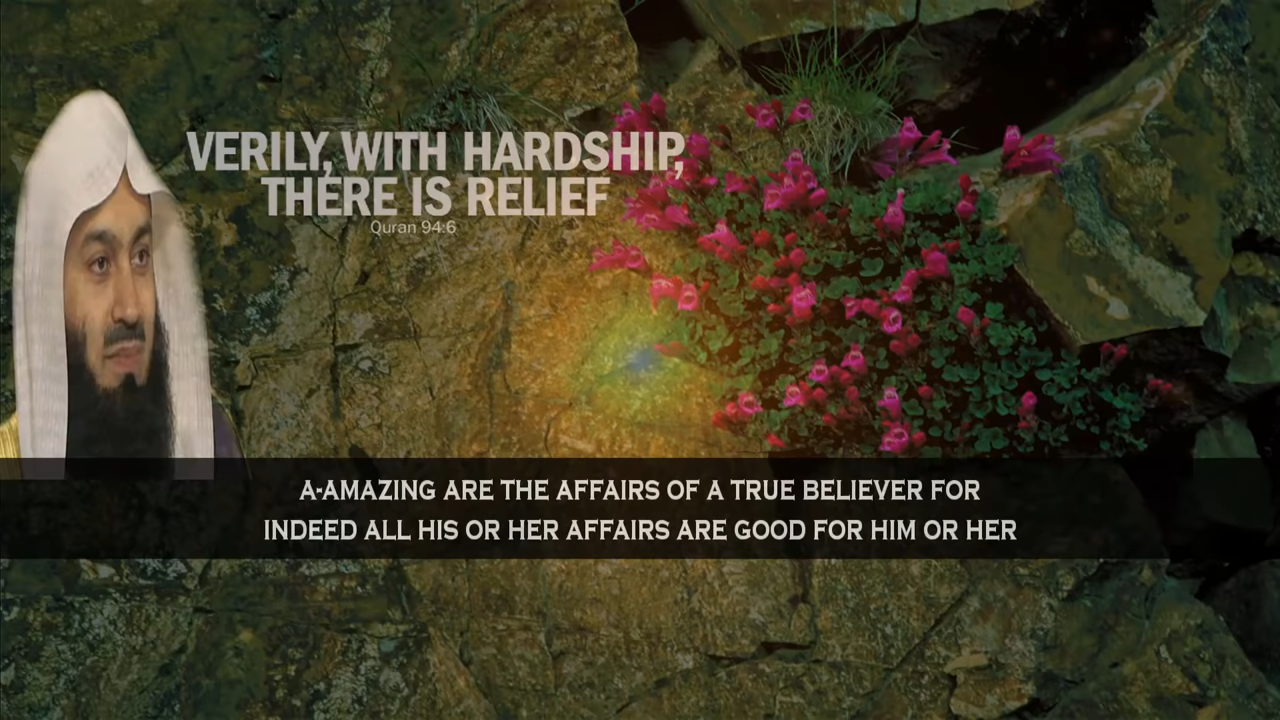 VERILY, WITH HARDSHIP,
THERE IS RELIEF
Quran 94:6
A-AMAZING ARE THE AFFAIRS OF A TRUE BELIEVER FOR
INDEED ALL HIS OR HER AFFAIRS ARE GOOD FOR HIM OR HER